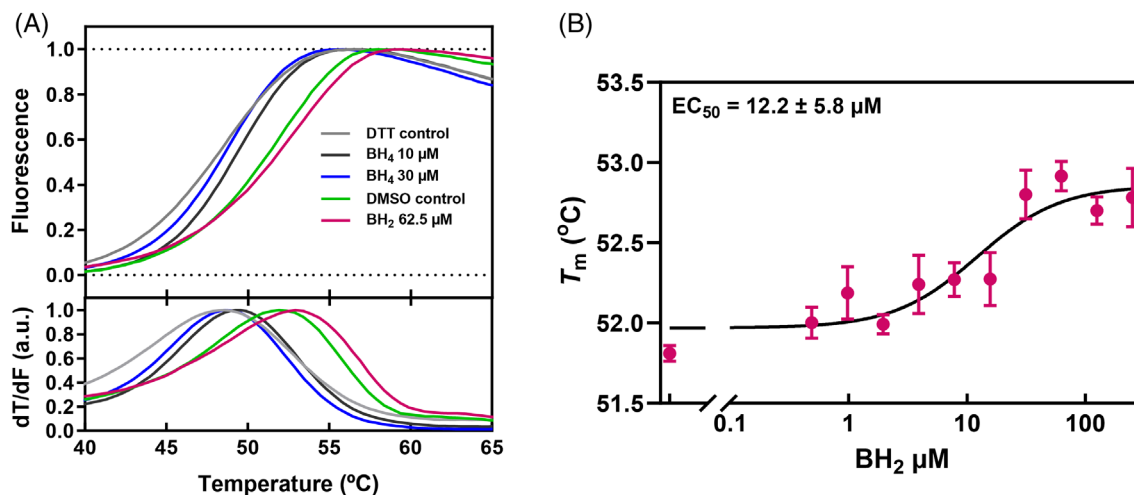 (A)
Fluorescence
1.0
0.8
0.6
0.4
0.2
0.0
DTT control
BH4 10 µM
BH4 30 µM
DMSO control
BH2 62.5 µM
dT/dF (a.u.)
1.0
0.8
0.6
0.4
0.2
0.0
40 45 50 55 60 65
Temperature (ºC)
(B)
EC50 = 12.2 ± 5.8 µM
Tm (ºC)
53.5
53.0
52.5
52.0
51.5
0.1 1 10 100
BH2 µM